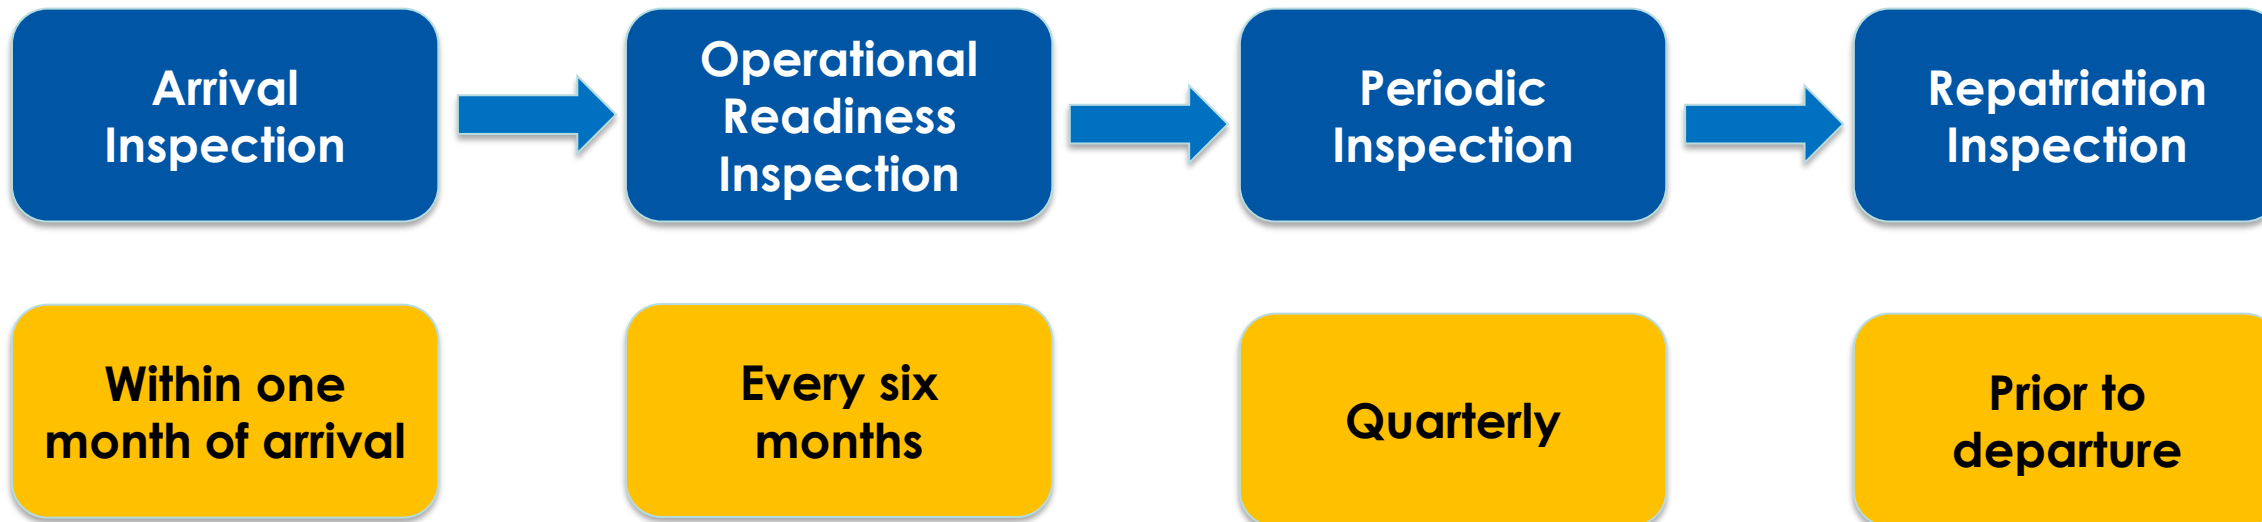 Arrival
Inspection
Operational
Readiness
Inspection
Periodic
Inspection
Repatriation
Inspection
Within one
month of arrival
Every six
months
Quarterly
Prior to
departure